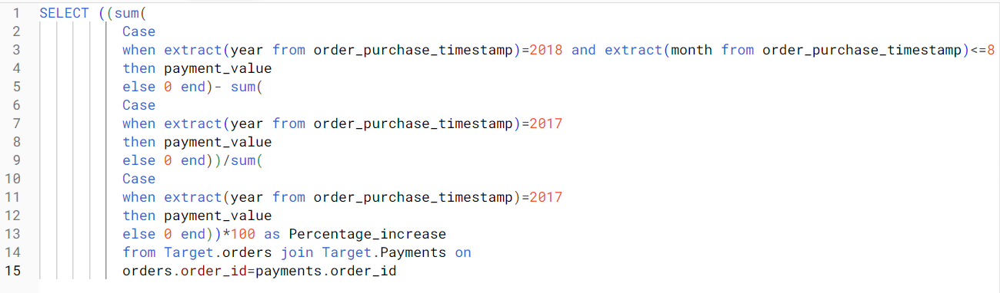 1 SELECT ((sum(
2 Case
3 when extract(year from order_purchase_timestamp)=2018 and extract(month from order_purchase_timestamp)<=8
4 then payment_value
5 else 0 end)- sum(
6 Case
7 when extract(year from order_purchase_timestamp)=2017
8 then payment_value
9 else 0 end))/sum(
10 Case
11 when extract(year from order_purchase_timestamp)=2017
12 then payment_value
13 else 0 end))*100 as Percentage_increase
14 from Target.orders join Target.Payments on
15 orders.order_id=payments.order_id